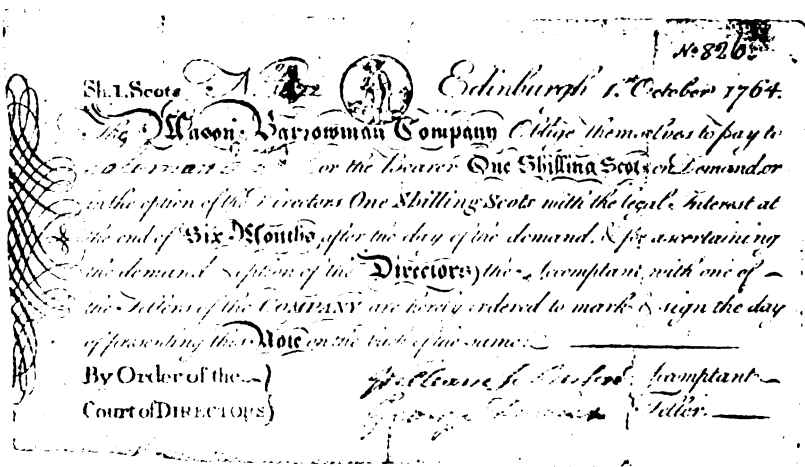 No 826.
Sh.1. Scots Edinburgh 1.st October 1764.
The Mason Barrowman Company Oblige themselves to pay to
or the Bearer One Shilling Scots on Demand, or
in the option of the Directors One Shilling Scots with the legal Interest at
the end of Six Months after the day of the demand, & for ascertaining
the demand & option of the Directors, the Accomptant, with one of
the Tellers of the COMPANY are hereby ordered to mark & sign the day
of presenting this Note on the back of the same.
By Order of the
Court of DIRECTORS
William Accomptant
George Teller.